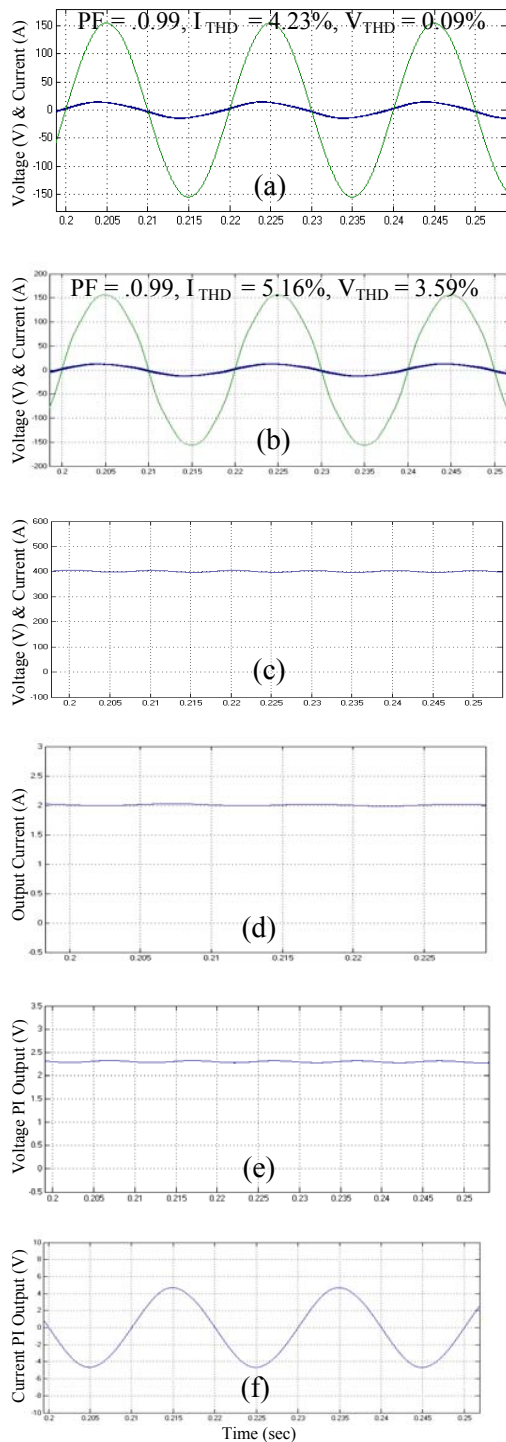 PF = .0.99, I THD = 4.23%, V THD = 0.09%
Voltage (V) & Current (A)
150
100
50
0
-50
-100
-150
(a)
0.2 0.205 0.21 0.215 0.22 0.225 0.23 0.235 0.24 0.245 0.25
PF = .0.99, I THD = 5.16%, V THD = 3.59%
Voltage (V) & Current (A)
200
150
100
50
0
-50
-100
-150
-200
(b)
0.2 0.205 0.21 0.215 0.22 0.225 0.23 0.235 0.24 0.245 0.25
Voltage (V) & Current (A)
600
500
400
300
200
100
0
-100
(c)
0.2 0.205 0.21 0.215 0.22 0.225 0.23 0.235 0.24 0.245 0.25
Output Current (A)
3
2.5
2
1.5
1
0.5
0
-0.5
(d)
0.2 0.205 0.21 0.215 0.22 0.225
Voltage PI Output (V)
3.5
3
2.5
2
1.5
1
0.5
0
-0.5
(e)
0.2 0.205 0.21 0.215 0.22 0.225 0.23 0.235 0.24 0.245 0.25
Current PI Output (V)
10
8
6
4
2
0
-2
-4
-6
-8
-10
(f)
0.2 0.205 0.21 0.215 0.22 0.225 0.23 0.235 0.24 0.245 0.25
Time (sec)